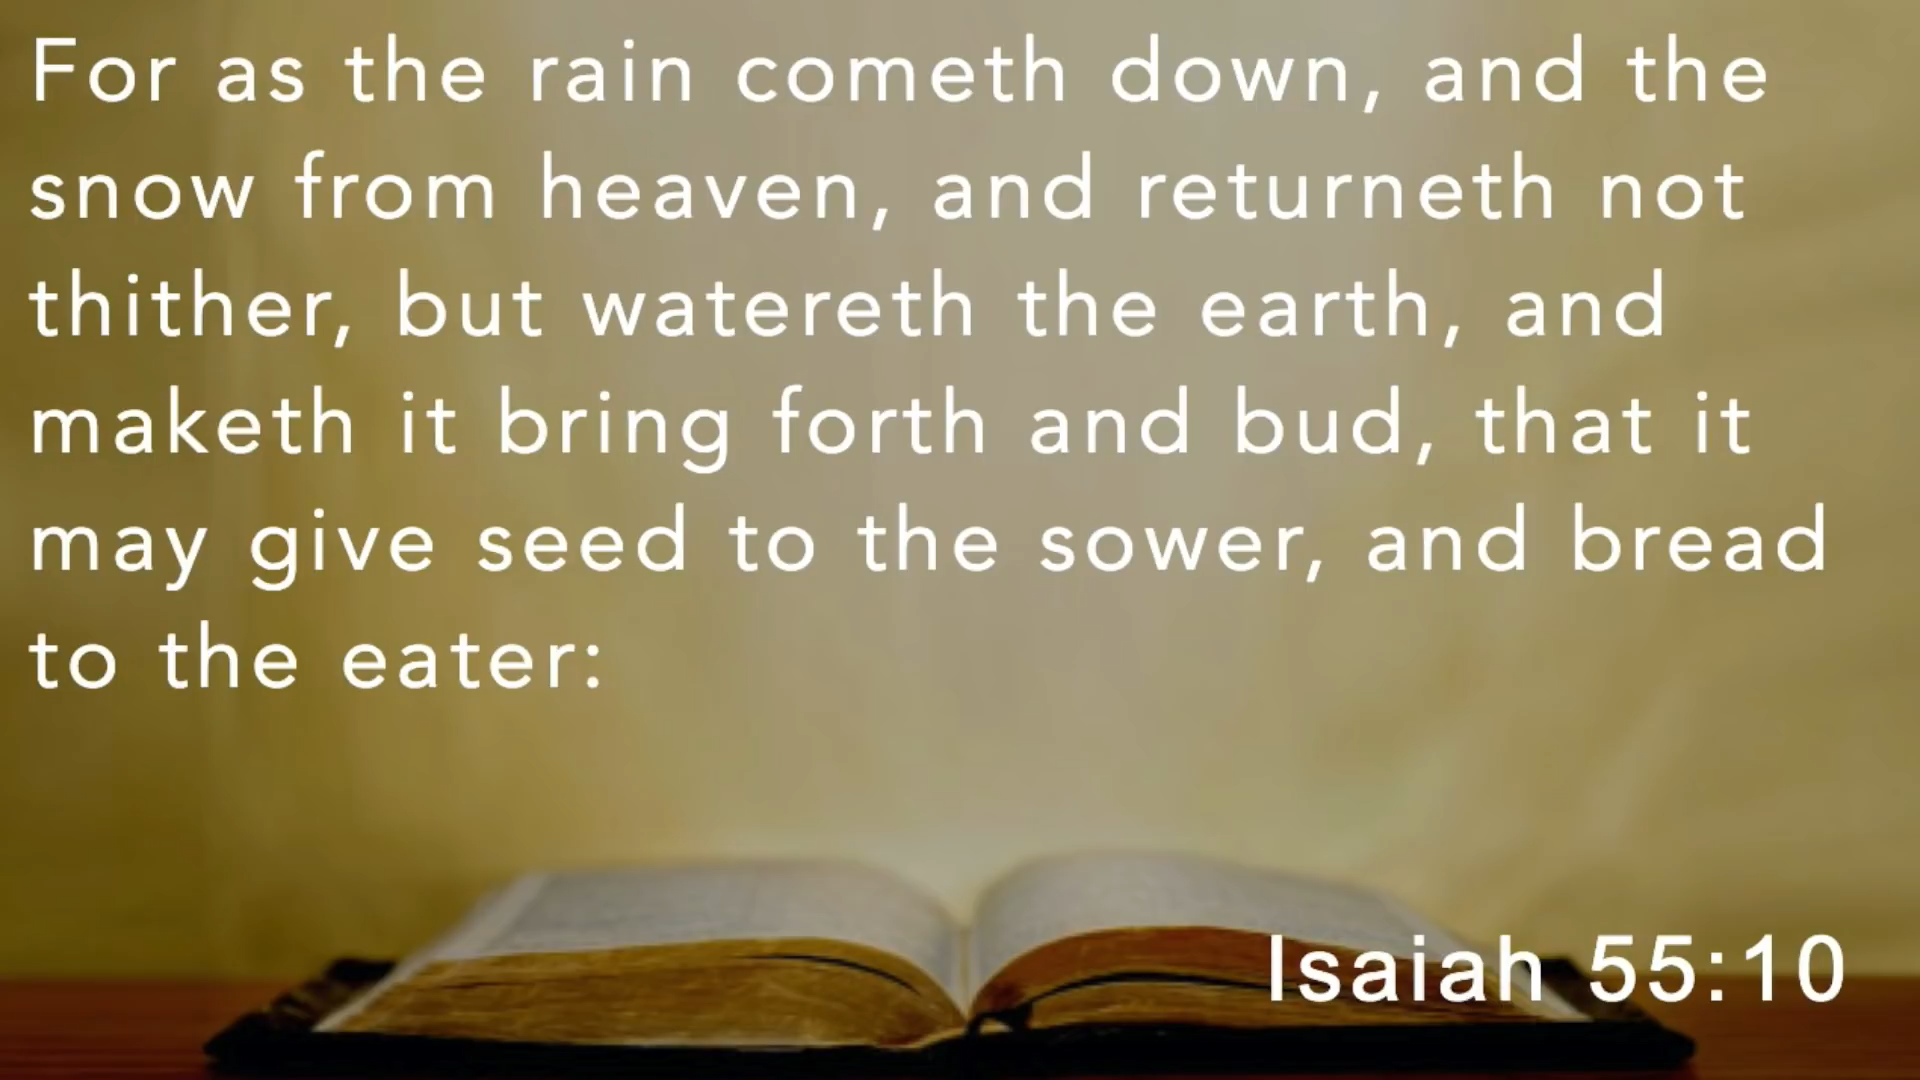 For as the rain cometh down, and the
snow from heaven, and returneth not
thither, but watereth the earth, and
maketh it bring forth and bud, that it
may give seed to the sower, and bread
to the eater:
Isaiah 55:10